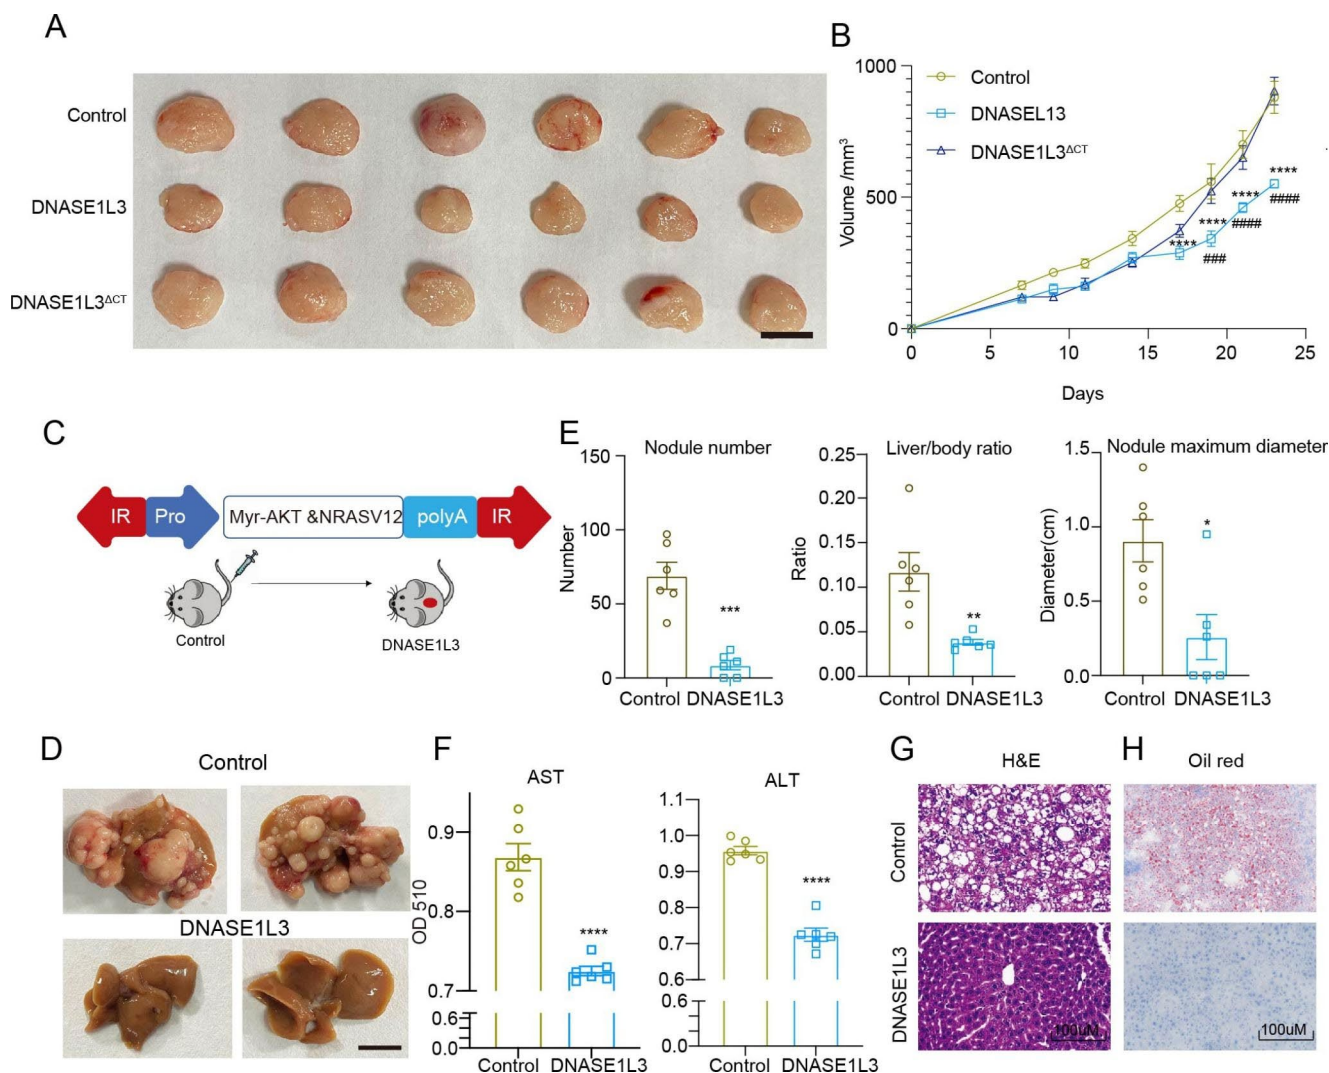 A
Control
DNASE1L3
DNASE1L3ΔCT
B
1000
500
0
Volume /mm³
Control
DNASEL13
DNASE1L3ΔCT
****
****
****
****
###
####
####
0 5 10 15 20 25
Days
C
IR Pro Myr-AKT &NRASV12 polyA IR
Control
DNASE1L3
E
Nodule number
150
100
50
0
Number
***
Control DNASE1L3
Liver/body ratio
0.25
0.20
0.15
0.10
0.05
0.00
Ratio
**
Control DNASE1L3
Nodule maximum diameter
1.5
1.0
0.5
0.0
Diameter(cm)
*
Control DNASE1L3
D
Control
DNASE1L3
F
AST
0.9
0.8
0.7
0.6
0.0
OD 510
****
Control DNASE1L3
ALT
1.1
1.0
0.9
0.8
0.7
0.6
0.6
0.0
****
Control DNASE1L3
G
H&E
Control
DNASE1L3
100uM
H
Oil red
100uM